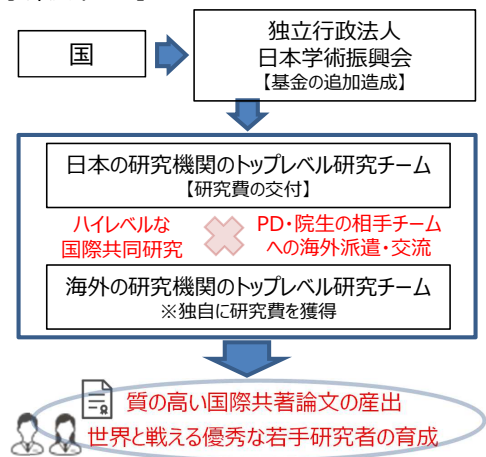 国
独立行政法人
日本学術振興会
【基金の追加造成】
日本の研究機関のトップレベル研究チーム
【研究費の交付】
ハイレベルな
国際共同研究
PD・院生の相手チーム
への海外派遣・交流
海外の研究機関のトップレベル研究チーム
※独自に研究費を獲得
質の高い国際共著論文の産出
世界と戦える優秀な若手研究者の育成